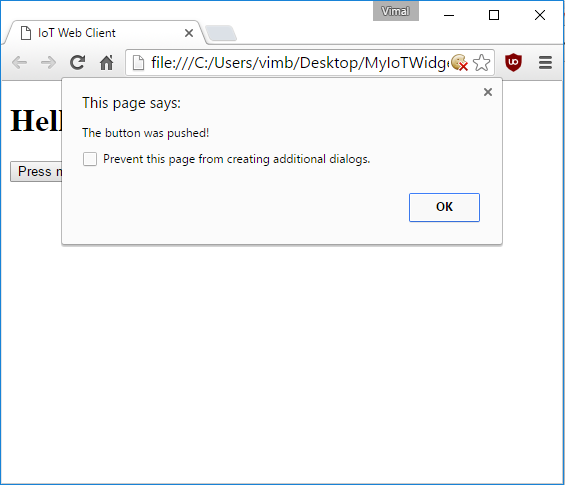 Vimal
IoT Web Client
file:///C:/Users/vimb/Desktop/MyIoTWidg
This page says:
Hell
The button was pushed!
Prevent this page from creating additional dialogs.
Press
OK